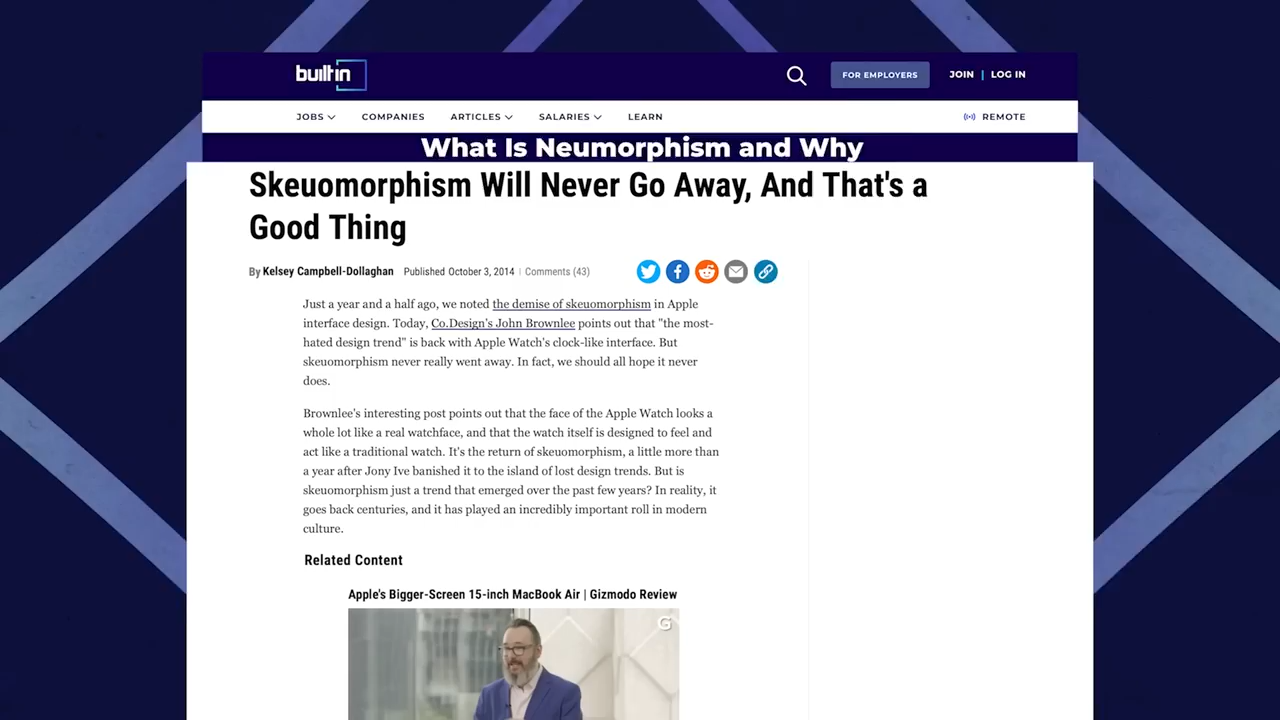 builtin
FOR EMPLOYERS
JOIN | LOG IN
JOBS
COMPANIES
ARTICLES
SALARIES
LEARN
REMOTE
What Is Neumorphism and Why
Skeuomorphism Will Never Go Away, And That's a
Good Thing
By Kelsey Campbell-Dollaghan Published October 3, 2014 | Comments (43)
Just a year and a half ago, we noted the demise of skeuomorphism in Apple
interface design. Today, Co.Design's John Brownlee points out that "the most-
hated design trend" is back with Apple Watch's clock-like interface. But
skeuomorphism never really went away. In fact, we should all hope it never
does.
Brownlee's interesting post points out that the face of the Apple Watch looks a
whole lot like a real watchface, and that the watch itself is designed to feel and
act like a traditional watch. It's the return of skeuomorphism, a little more than
a year after Jony Ive banished it to the island of lost design trends. But is
skeuomorphism just a trend that emerged over the past few years? In reality, it
goes back centuries, and it has played an incredibly important roll in modern
culture.
Related Content
Apple's Bigger-Screen 15-inch MacBook Air | Gizmodo Review
G